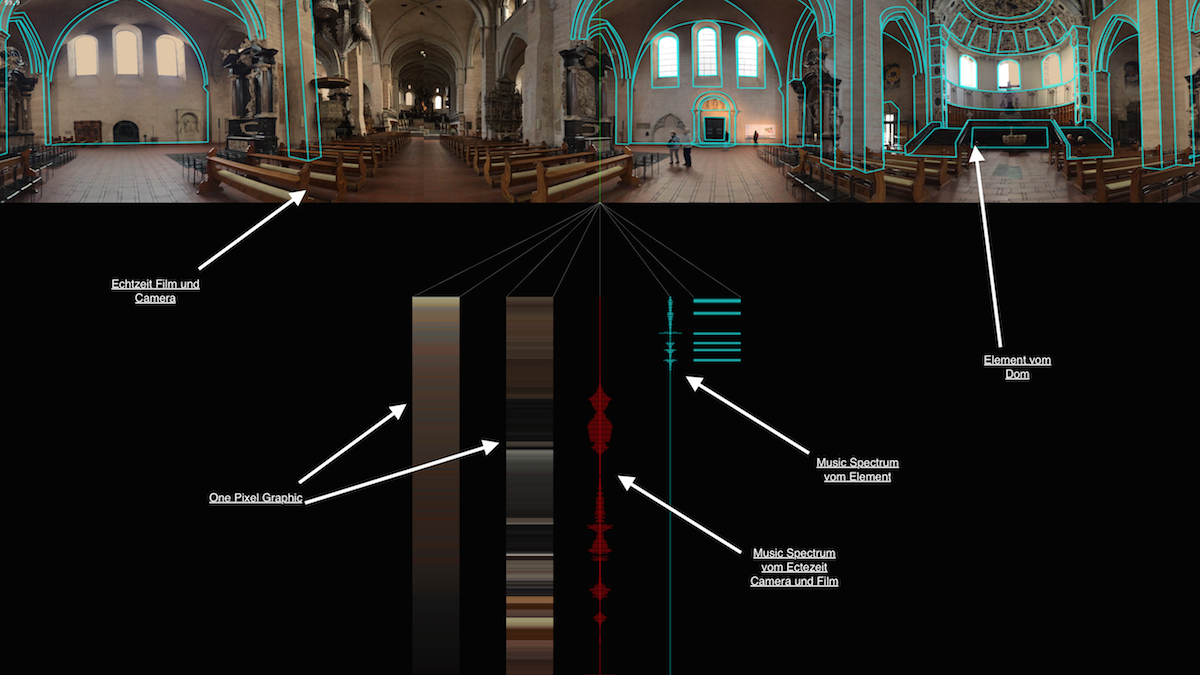 Echtzeit Film und
Camera
Element vom
Dom
Music Spectrum
vom Element
One Pixel Graphic
Music Spectrum
vom Ectezeit
Camera und Film